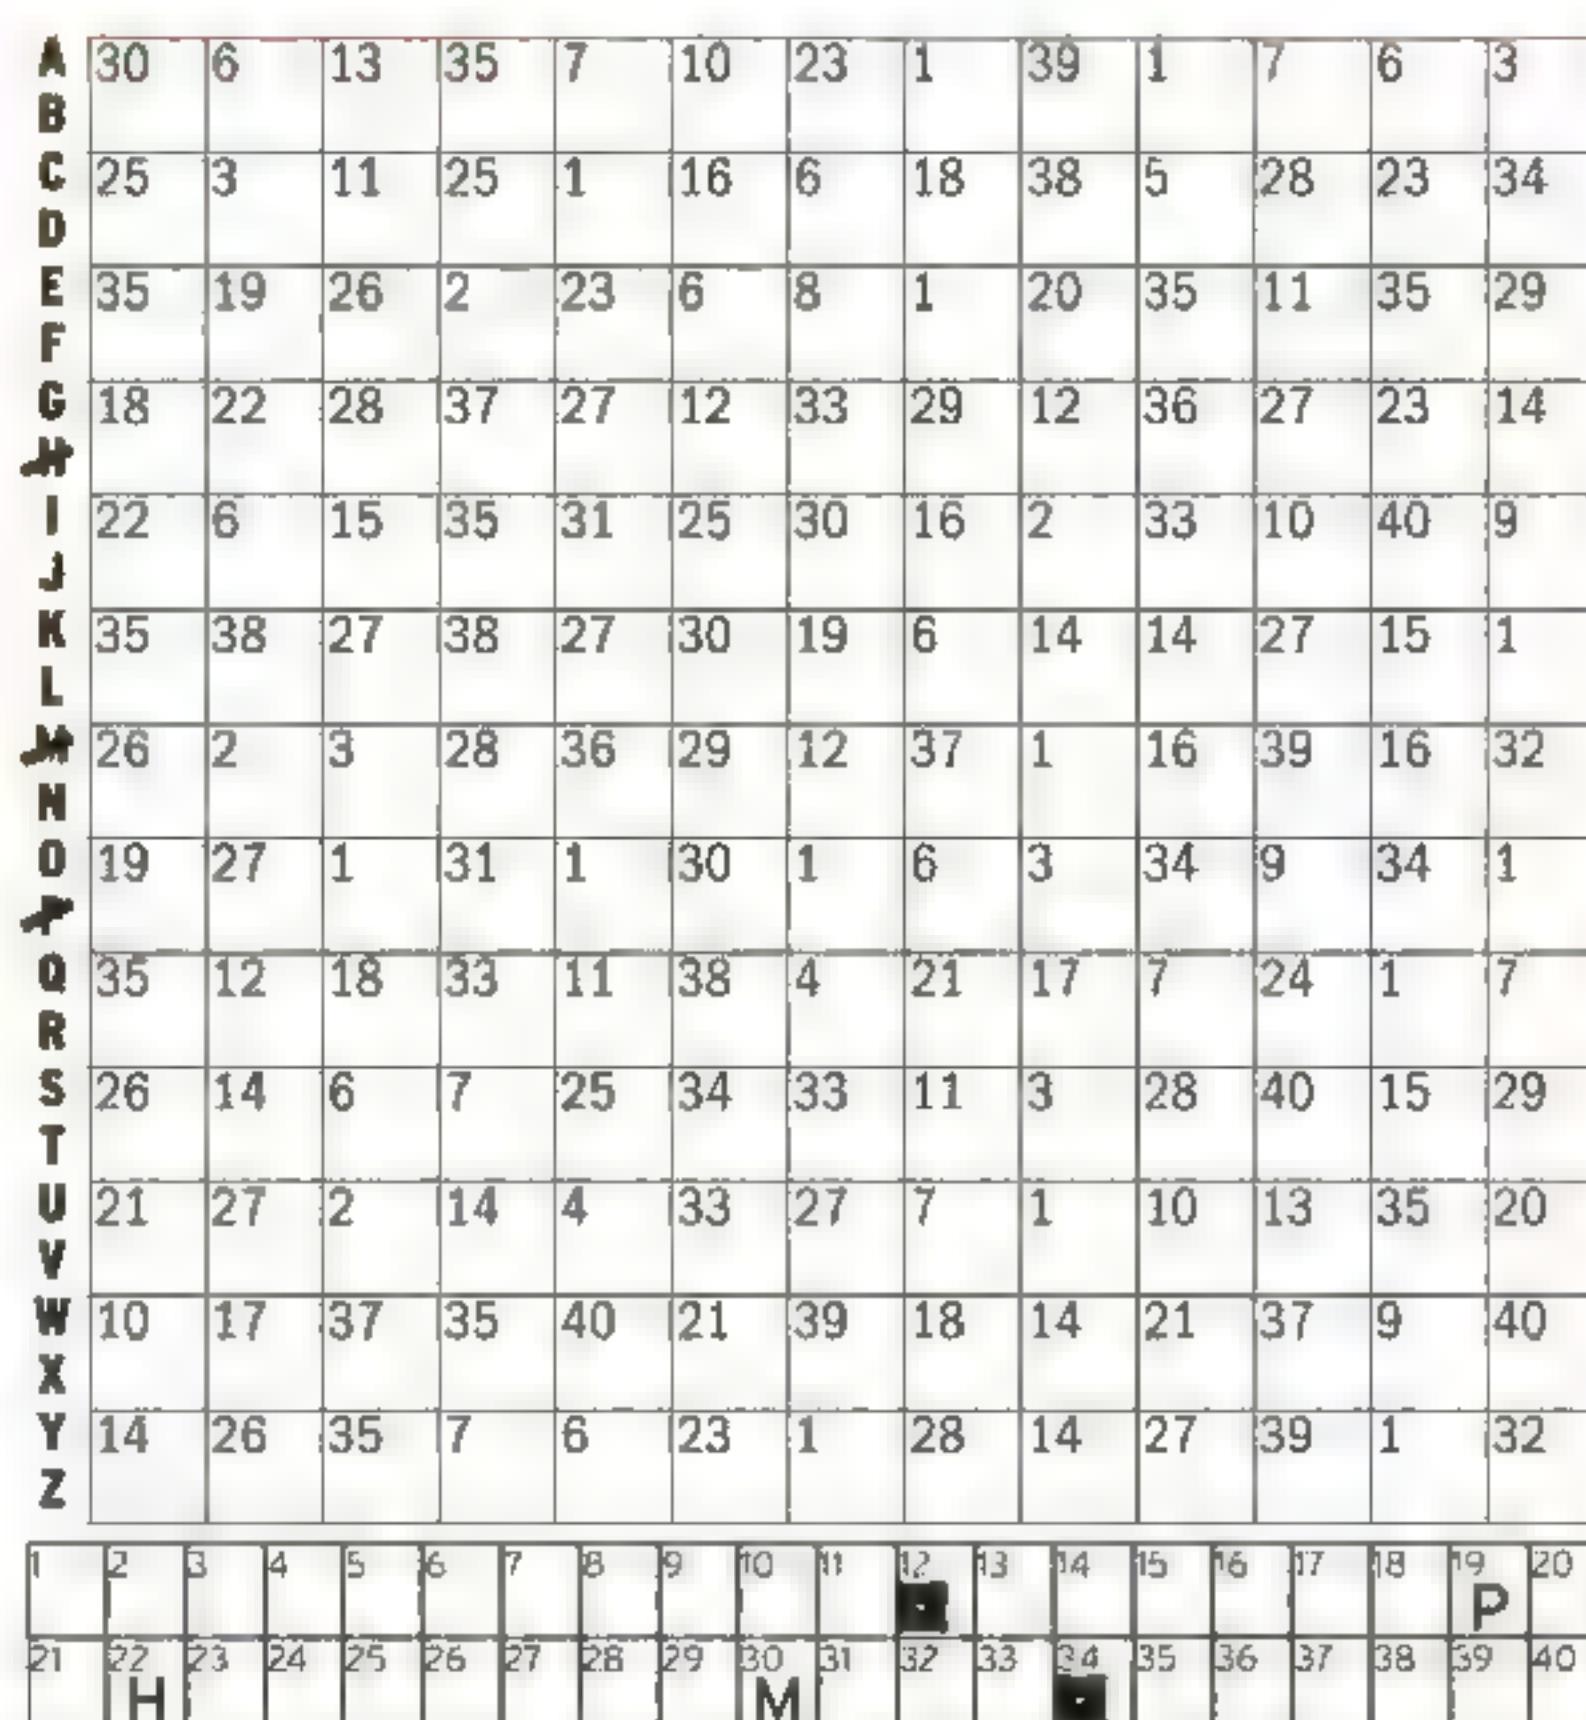 A 30 6 13 35 7 10 23 1 39 1 7 6 3
B
C 25 3 11 25 1 16 6 18 38 5 28 23 34
D
E 35 19 26 2 23 6 8 1 20 35 11 35 29
F
G 18 22 28 37 27 12 33 29 12 36 27 23 14
H
I 22 6 15 35 31 25 30 16 2 33 10 40 9
J
K 35 38 27 38 27 30 19 6 14 14 27 15 1
L
M 26 2 3 28 36 29 12 37 1 16 39 16 32
N
O 19 27 1 31 1 30 1 6 3 34 9 34 1
P
Q 35 12 18 33 11 38 4 21 17 7 24 1 7
R
S 26 14 6 7 25 34 33 11 3 28 40 15 29
T
U 21 27 2 14 4 33 27 7 1 10 13 35 20
V
W 10 17 37 35 40 21 39 18 14 21 37 9 40
X
Y 14 26 35 7 6 23 1 28 14 27 39 1 32
Z
1 2 3 4 5 6 7 8 9 10 11 12 13 14 15 16 17 18 19 20
P
21 22 23 24 25 26 27 28 29 30 31 32 33 34 35 36 37 38 39 40
H M